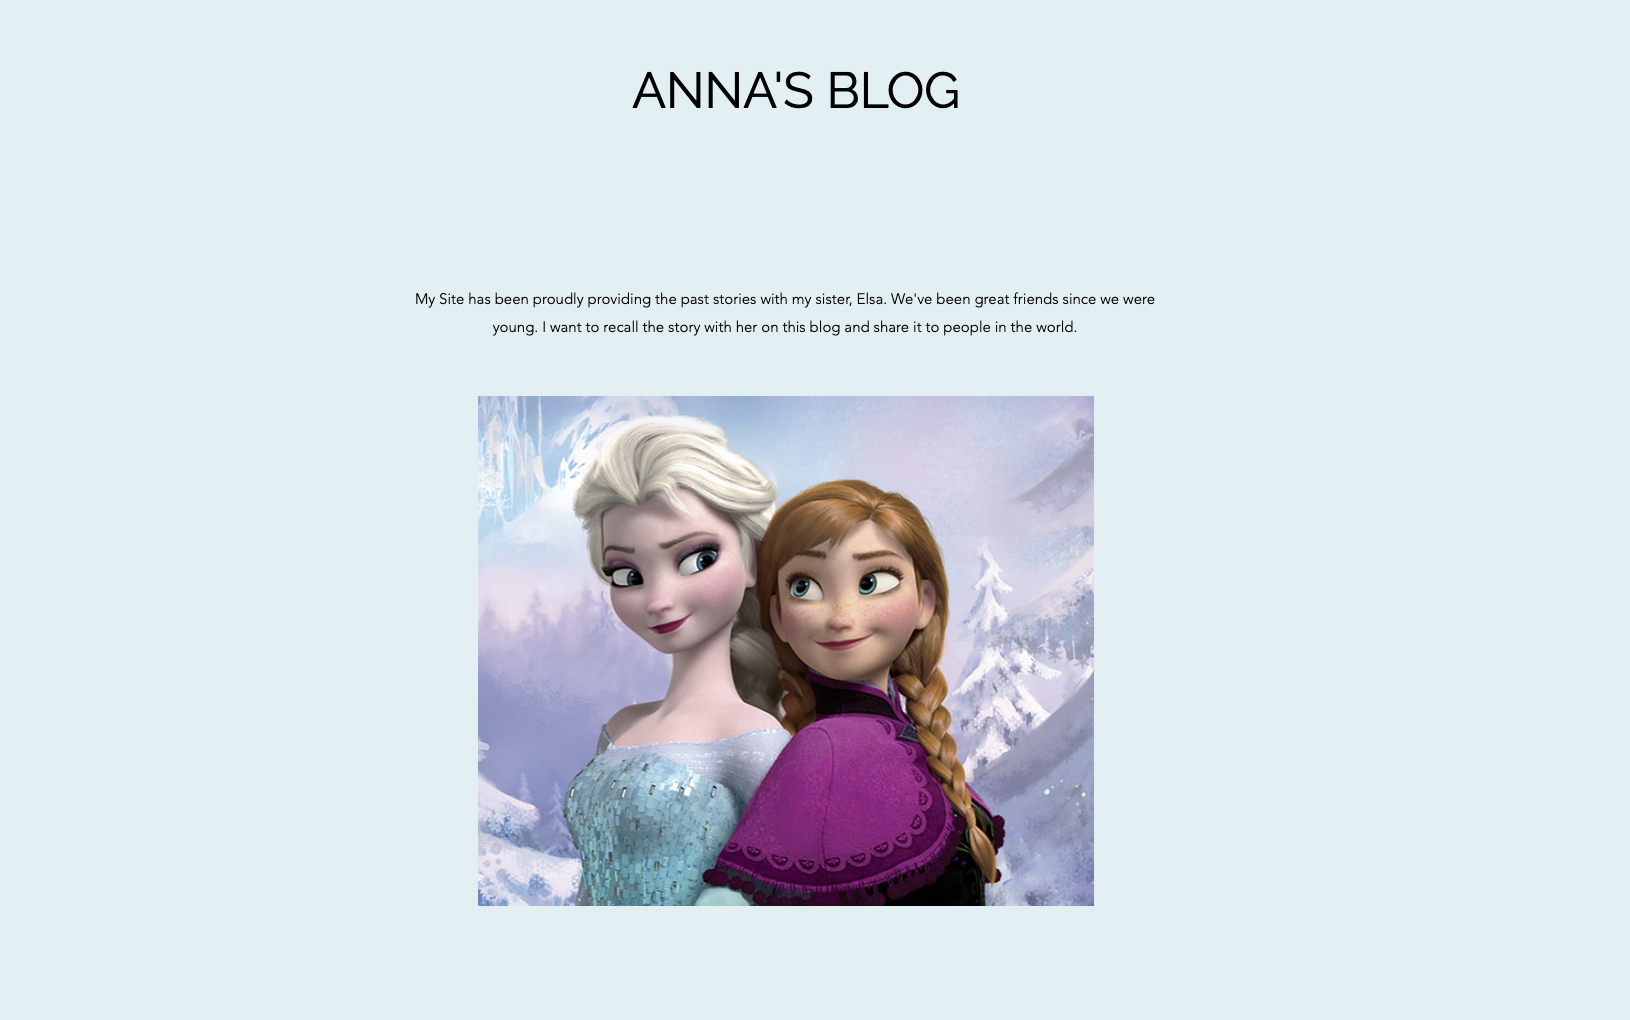 ANNA'S BLOG
My Site has been proudly providing the past stories with my sister, Elsa. We've been great friends since we were
young. I want to recall the story with her on this blog and share it to people in the world.